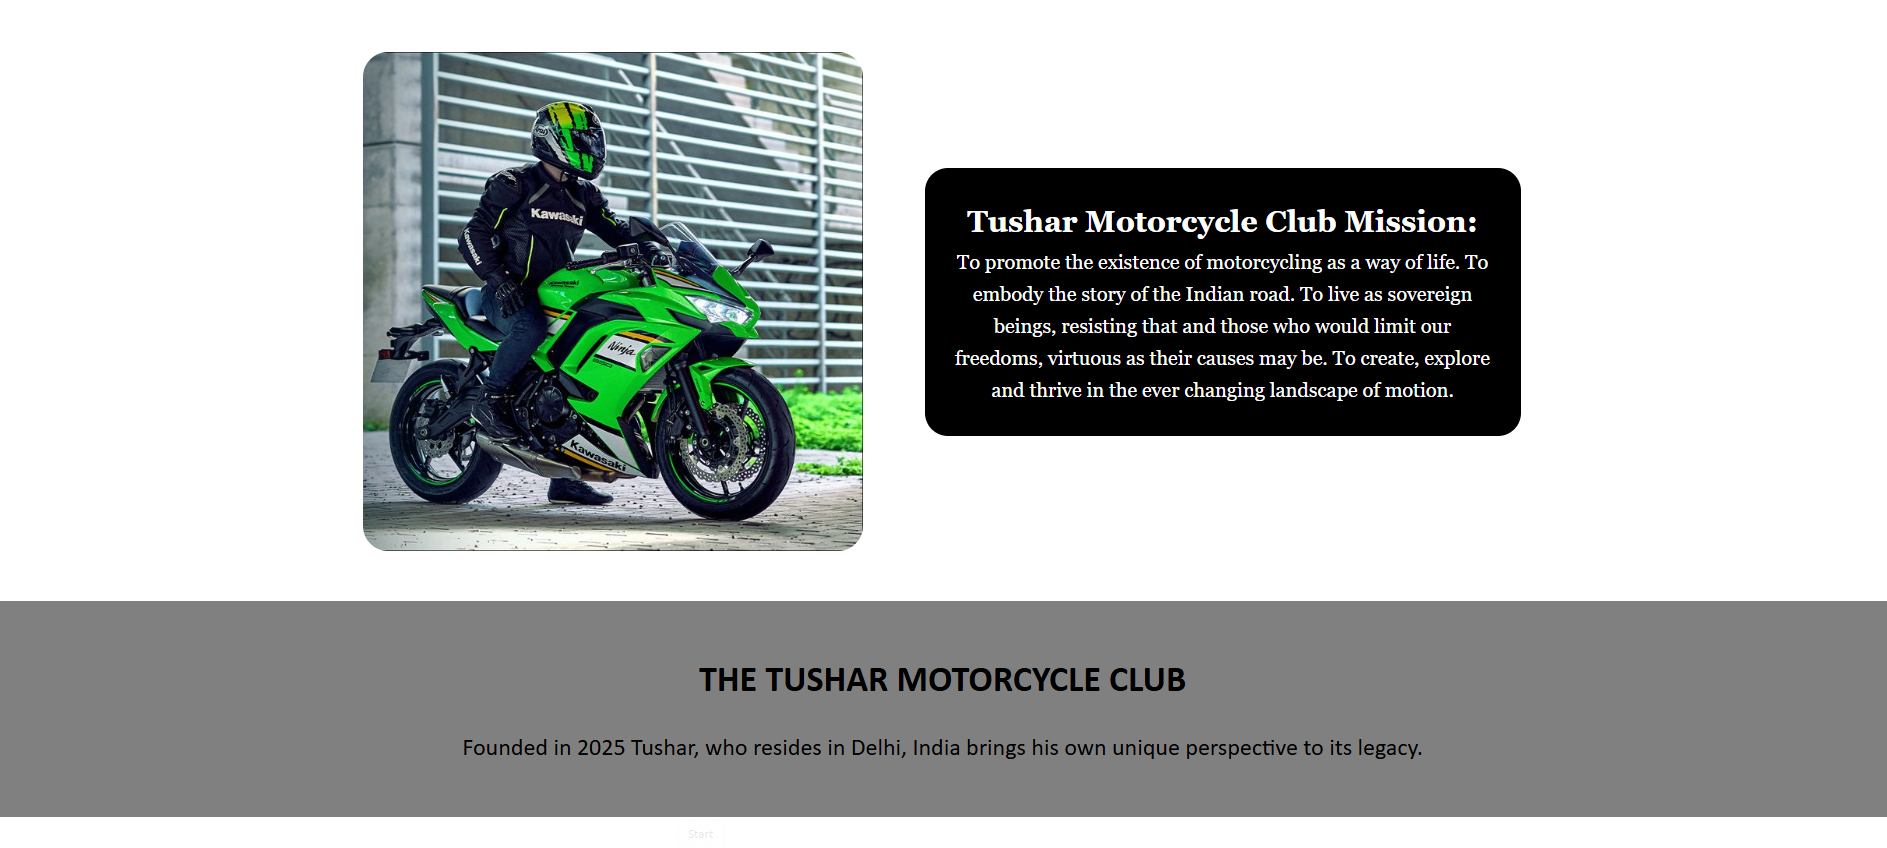 Kawasaki
Kawasaki
Kawasaki
Ninja
Kawasaki
Tushar Motorcycle Club Mission:
To promote the existence of motorcycling as a way of life. To
embody the story of the Indian road. To live as sovereign
beings, resisting that and those who would limit our
freedoms, virtuous as their causes may be. To create, explore
and thrive in the ever changing landscape of motion.
THE TUSHAR MOTORCYCLE CLUB
Founded in 2025 Tushar, who resides in Delhi, India brings his own unique perspective to its legacy.
Start